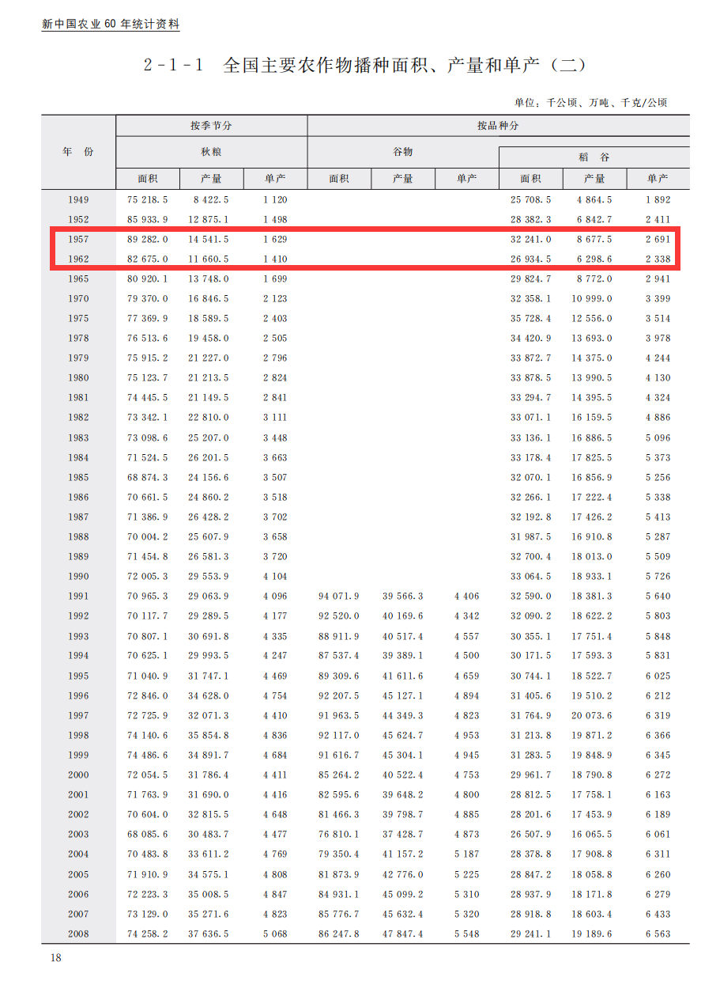 新中国农业 60 年统计资料
2-1-1 全国主要农作物播种面积、产量和单产（二）
单位：千公顷、万吨、千克/公顷
年 份 按季节分 按品种分
秋粮 谷物 稻 谷
面积 产量 单产 面积 产量 单产 面积 产量 单产
1949 75 218.5 8 422.5 1 120 25 708.5 4 864.5 1 892
1952 85 933.9 12 875.1 1 498 28 382.3 6 842.7 2 411
1957 89 282.0 14 541.5 1 629 32 241.0 8 677.5 2 691
1962 82 675.0 11 660.5 1 410 26 934.5 6 298.6 2 338
1965 80 920.1 13 748.0 1 699 29 824.7 8 772.0 2 941
1970 79 370.0 16 846.5 2 123 32 358.1 10 999.0 3 399
1975 77 369.9 18 589.5 2 403 35 728.4 12 556.0 3 514
1978 76 513.6 19 458.0 2 505 34 420.9 13 693.0 3 978
1979 75 915.2 21 227.0 2 796 33 872.7 14 375.0 4 244
1980 75 123.7 21 213.5 2 824 33 878.5 13 990.5 4 130
1981 74 445.5 21 149.5 2 841 33 294.7 14 395.5 4 324
1982 73 342.1 22 810.0 3 111 33 071.1 16 159.5 4 886
1983 73 098.6 25 207.0 3 448 33 136.1 16 886.5 5 096
1984 71 524.5 26 201.5 3 663 33 178.4 17 825.5 5 373
1985 68 874.3 24 156.6 3 507 32 070.1 16 856.9 5 256
1986 70 661.5 24 860.2 3 518 32 266.1 17 222.4 5 338
1987 71 386.9 26 428.2 3 702 32 192.8 17 426.2 5 413
1988 70 004.2 25 607.9 3 658 31 987.5 16 910.8 5 287
1989 71 454.8 26 581.3 3 720 32 700.4 18 013.0 5 509
1990 72 005.3 29 553.9 4 104 33 064.5 18 933.1 5 726
1991 70 965.3 29 063.9 4 096 94 071.9 39 566.3 4 406 32 590.0 18 381.3 5 640
1992 70 117.7 29 289.5 4 177 92 520.0 40 169.6 4 342 32 090.2 18 622.2 5 803
1993 70 807.1 30 691.8 4 335 88 911.9 40 517.4 4 557 30 355.1 17 751.4 5 848
1994 70 625.1 29 993.5 4 247 87 537.4 39 389.1 4 500 30 171.5 17 593.3 5 831
1995 71 040.9 31 747.1 4 469 89 309.6 41 611.6 4 659 30 744.1 18 522.7 6 025
1996 72 846.0 34 628.0 4 754 92 207.5 45 127.1 4 894 31 405.6 19 510.2 6 212
1997 72 725.9 32 071.3 4 410 91 963.5 44 349.3 4 823 31 764.9 20 073.6 6 319
1998 74 140.6 35 854.8 4 836 92 117.0 45 624.7 4 953 31 213.8 19 871.2 6 366
1999 74 486.6 34 891.7 4 684 91 616.7 45 304.1 4 945 31 283.5 19 848.9 6 345
2000 72 054.5 31 786.4 4 411 85 264.2 40 522.4 4 753 29 961.7 18 790.8 6 272
2001 71 763.9 31 690.0 4 416 82 595.6 39 648.2 4 800 28 812.5 17 758.1 6 163
2002 70 604.0 32 815.5 4 648 81 466.3 39 798.7 4 885 28 201.6 17 453.9 6 189
2003 68 085.6 30 483.7 4 477 76 810.1 37 428.7 4 873 26 507.9 16 065.5 6 061
2004 70 483.8 33 611.2 4 769 79 350.4 41 157.2 5 187 28 378.8 17 908.8 6 311
2005 71 910.9 34 575.1 4 808 81 873.9 42 776.0 5 225 28 847.2 18 058.8 6 260
2006 72 223.3 35 008.5 4 847 84 931.1 45 099.2 5 310 28 937.9 18 171.8 6 279
2007 73 129.0 35 271.6 4 823 85 776.7 45 632.4 5 320 28 918.8 18 603.4 6 433
2008 74 258.2 37 636.5 5 068 86 247.8 47 847.4 5 548 29 241.1 19 189.6 6 563
18